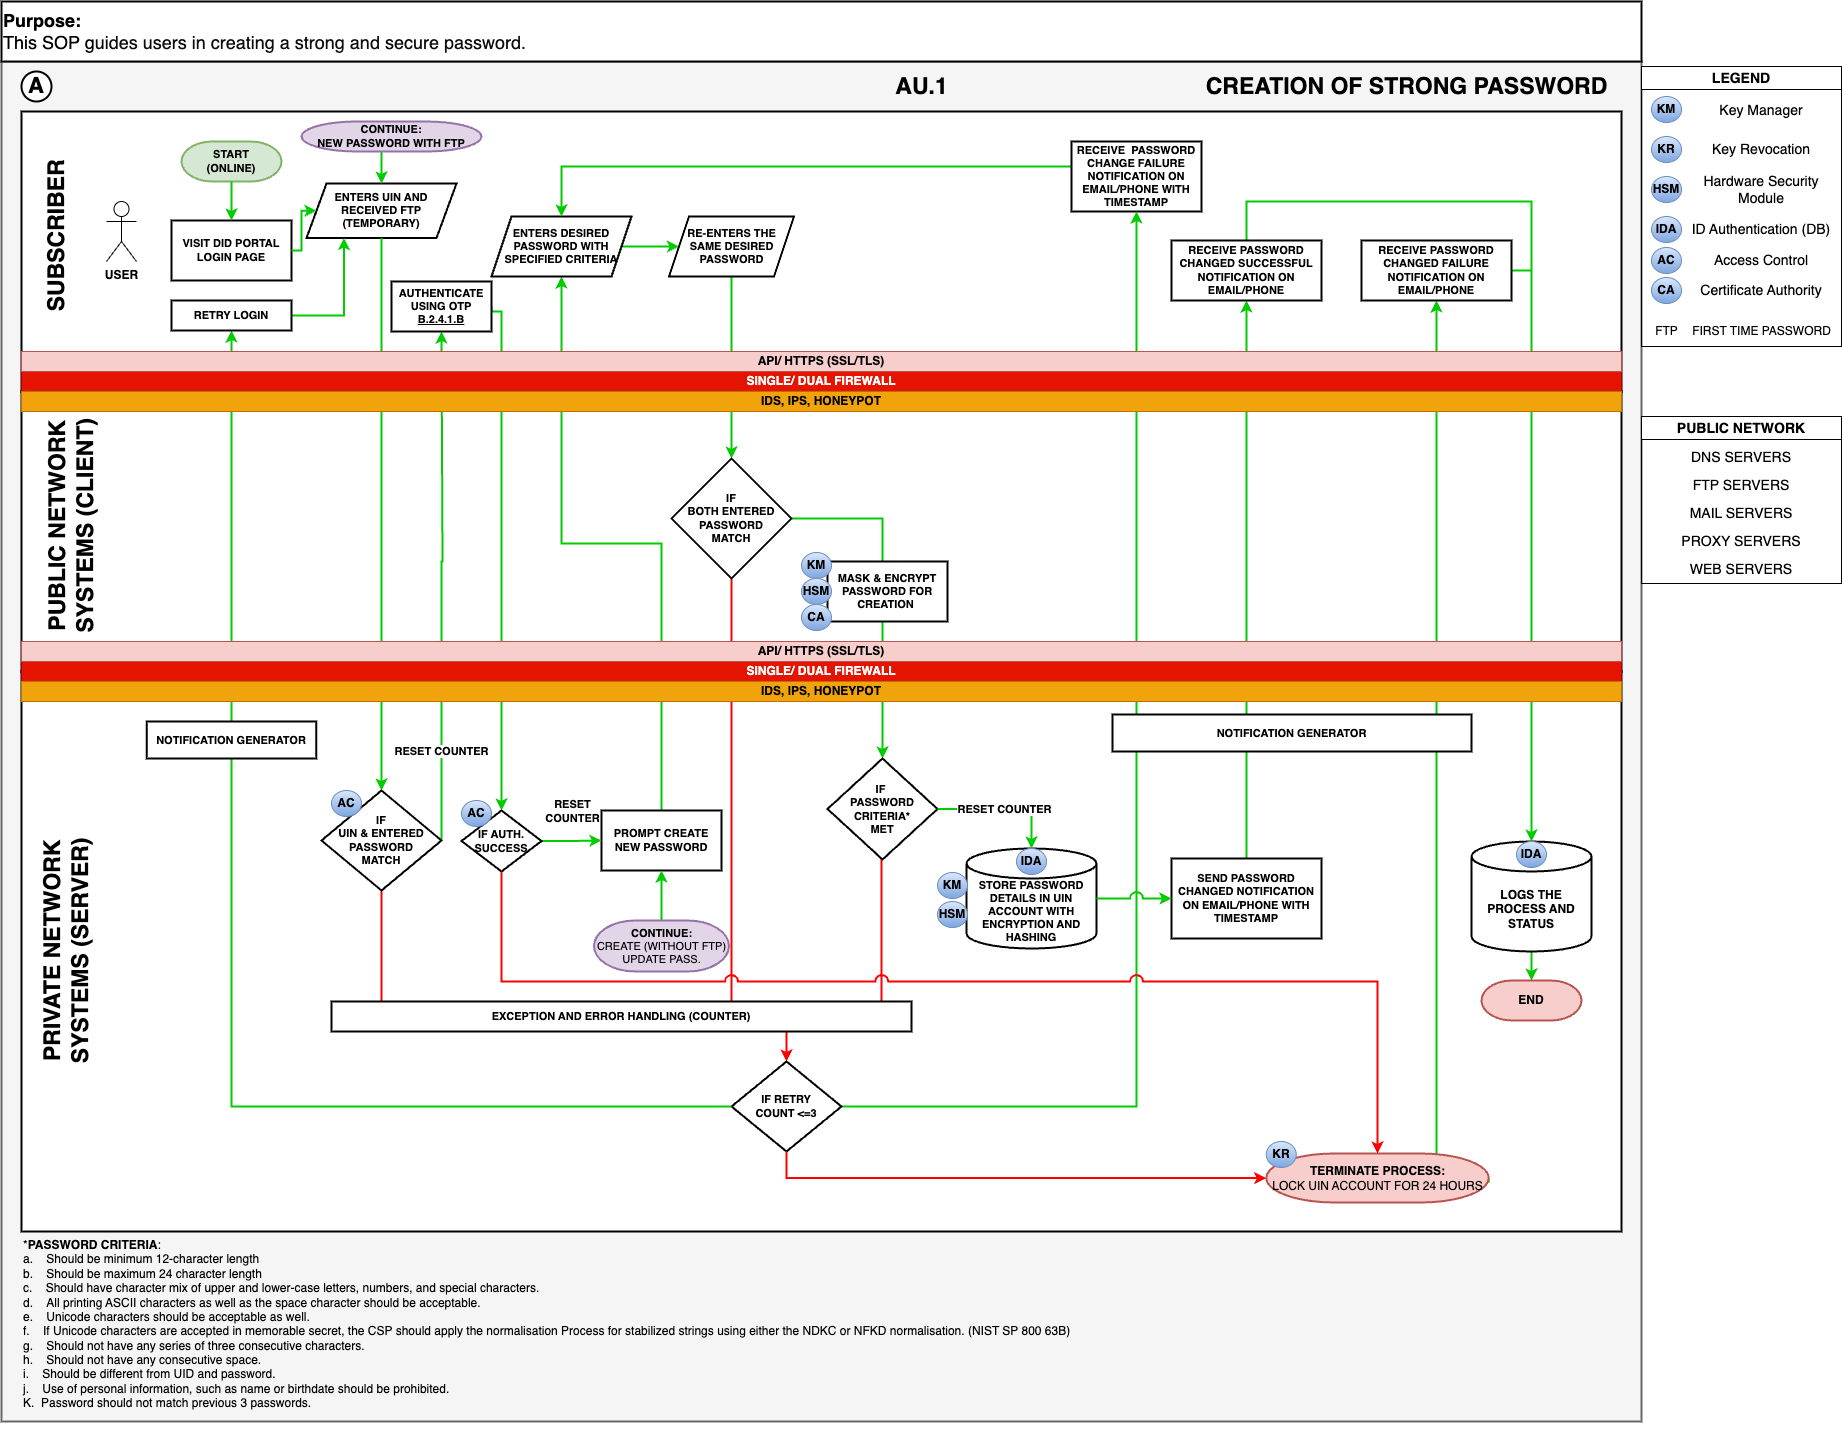 Purpose:
This SOP guides users in creating a strong and secure password.
A
AU.1
CREATION OF STRONG PASSWORD
SUBSCRIBER
START
(ONLINE)
CONTINUE:
NEW PASSWORD WITH FTP
USER
VISIT DID PORTAL
LOGIN PAGE
ENTERS UIN AND
RECEIVED FTP
(TEMPORARY)
RETRY LOGIN
AUTHENTICATE
USING OTP
B.2.4.1.B
ENTERS DESIRED
PASSWORD WITH
SPECIFIED CRITERIA
RE-ENTERS THE
SAME DESIRED
PASSWORD
RECEIVE PASSWORD
CHANGE FAILURE
NOTIFICATION ON
EMAIL/PHONE WITH
TIMESTAMP
RECEIVE PASSWORD
CHANGED SUCCESSFUL
NOTIFICATION ON
EMAIL/PHONE
RECEIVE PASSWORD
CHANGED FAILURE
NOTIFICATION ON
EMAIL/PHONE
API/ HTTPS (SSL/TLS)
SINGLE/ DUAL FIREWALL
IDS, IPS, HONEYPOT
PUBLIC NETWORK
SYSTEMS (CLIENT)
IF
BOTH ENTERED
PASSWORD
MATCH
KM
HSM
CA
MASK & ENCRYPT
PASSWORD FOR
CREATION
API/ HTTPS (SSL/TLS)
SINGLE/ DUAL FIREWALL
IDS, IPS, HONEYPOT
PRIVATE NETWORK
SYSTEMS (SERVER)
NOTIFICATION GENERATOR
RESET COUNTER
AC
IF
UIN & ENTERED
PASSWORD
MATCH
AC
IF AUTH.
SUCCESS
RESET
COUNTER
PROMPT CREATE
NEW PASSWORD
CONTINUE:
CREATE (WITHOUT FTP)
UPDATE PASS.
IF
PASSWORD
CRITERIA*
MET
RESET COUNTER
IDA
KM
HSM
STORE PASSWORD
DETAILS IN UIN
ACCOUNT WITH
ENCRYPTION AND
HASHING
NOTIFICATION GENERATOR
SEND PASSWORD
CHANGED NOTIFICATION
ON EMAIL/PHONE WITH
TIMESTAMP
IDA
LOGS THE
PROCESS AND
STATUS
END
EXCEPTION AND ERROR HANDLING (COUNTER)
IF RETRY
COUNT <=3
KR
TERMINATE PROCESS:
LOCK UIN ACCOUNT FOR 24 HOURS
*PASSWORD CRITERIA:
a. Should be minimum 12-character length
b. Should be maximum 24 character length
c. Should have character mix of upper and lower-case letters, numbers, and special characters.
d. All printing ASCII characters as well as the space character should be acceptable.
e. Unicode characters should be acceptable as well.
f. If Unicode characters are accepted in memorable secret, the CSP should apply the normalisation Process for stabilized strings using either the NDKC or NFKD normalisation. (NIST SP 800 63B)
g. Should not have any series of three consecutive characters.
h. Should not have any consecutive space.
i. Should be different from UID and password.
j. Use of personal information, such as name or birthdate should be prohibited.
K. Password should not match previous 3 passwords.
LEGEND
KM Key Manager
KR Key Revocation
HSM Hardware Security
Module
IDA ID Authentication (DB)
AC Access Control
CA Certificate Authority
FTP FIRST TIME PASSWORD
PUBLIC NETWORK
DNS SERVERS
FTP SERVERS
MAIL SERVERS
PROXY SERVERS
WEB SERVERS